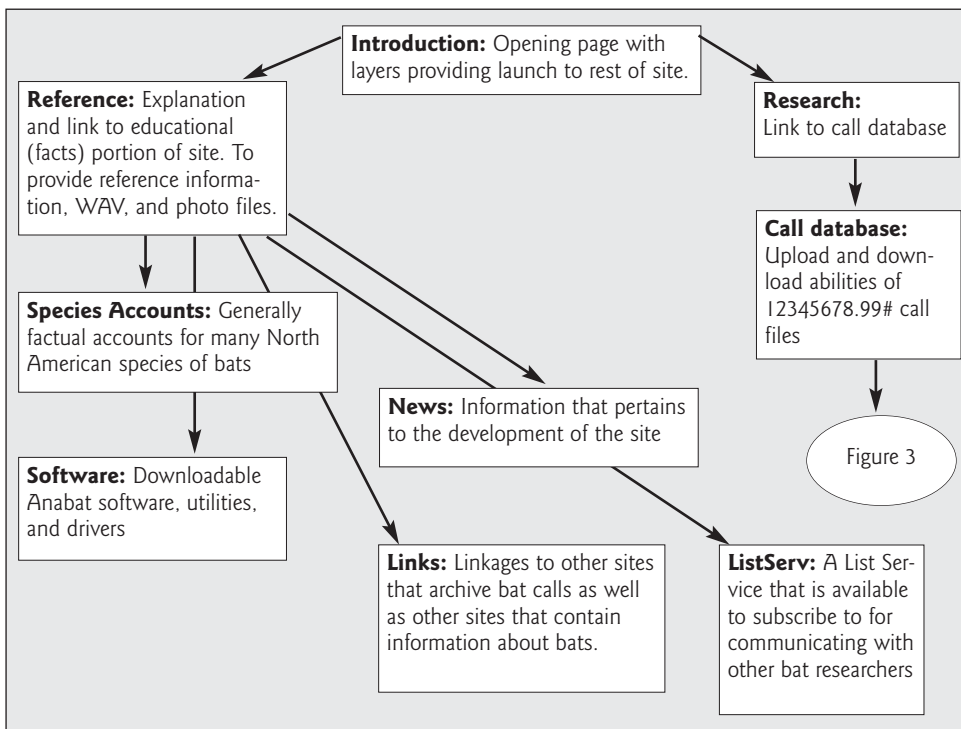 Introduction: Opening page with
layers providing launch to rest of site.
Reference: Explanation
and link to educational
(facts) portion of site. To
provide reference informa-
tion, WAV, and photo files.
Research:
Link to call database
Call database:
Upload and down-
load abilities of
12345678.99# call
files
Species Accounts: Generally
factual accounts for many North
American species of bats
News: Information that pertains
to the development of the site
Figure 3
Software: Downloadable
Anabat software, utilities,
and drivers
Links: Linkages to other sites
that archive bat calls as well
as other sites that contain
information about bats.
ListServ: A List Ser-
vice that is available
to subscribe to for
communicating with
other bat researchers